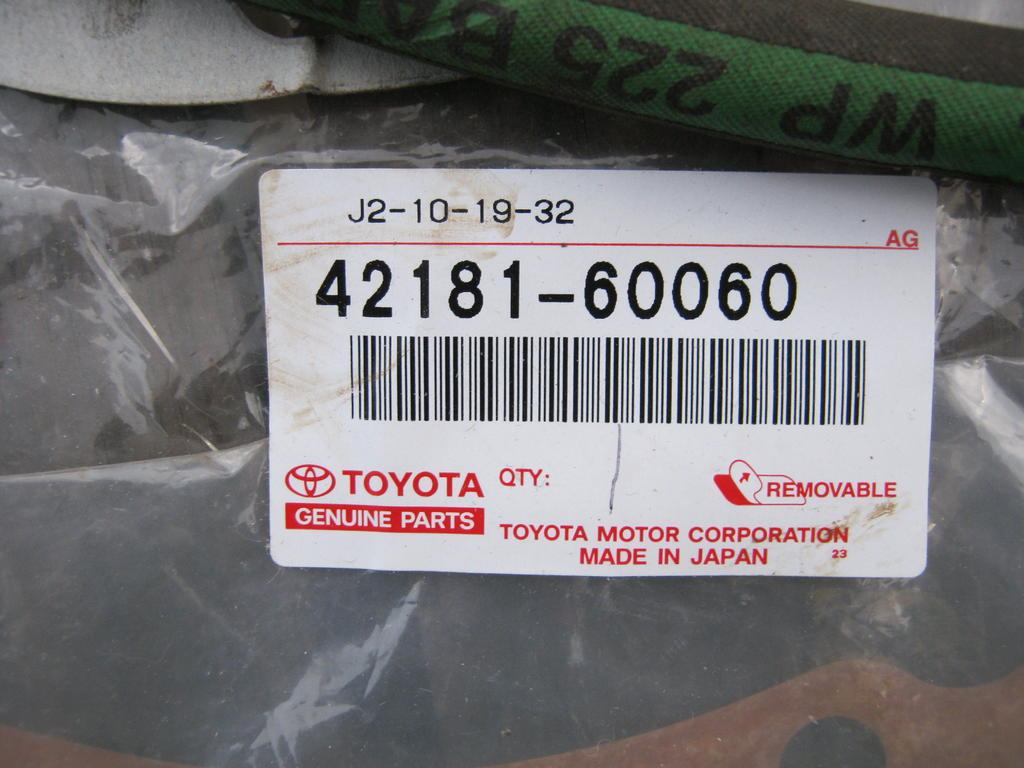 WP 225 BAR
J2-10-19-32
AG
42181-60060
TOYOTA
GENUINE PARTS
QTY:
REMOVABLE
TOYOTA MOTOR CORPORATION
MADE IN JAPAN 23